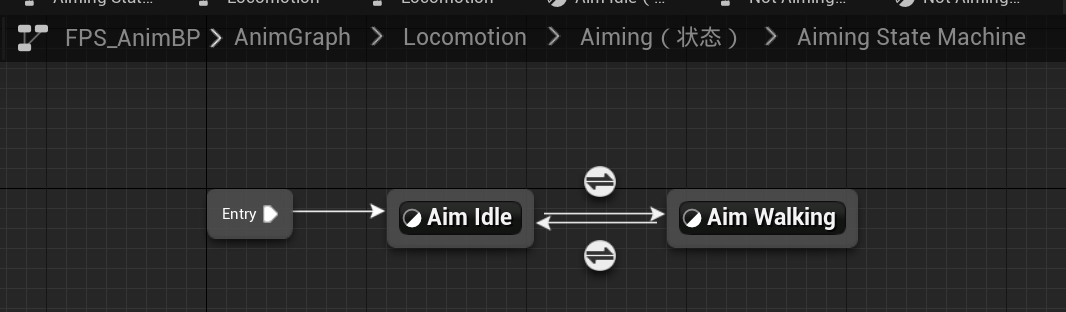 Aiming Stat...
Locomotion
Locomotion
Aim Idle ( ...
Not Aiming...
Not Aiming...
FPS_AnimBP > AnimGraph > Locomotion > Aiming ( 状态 ) > Aiming State Machine
Entry
Aim Idle
Aim Walking